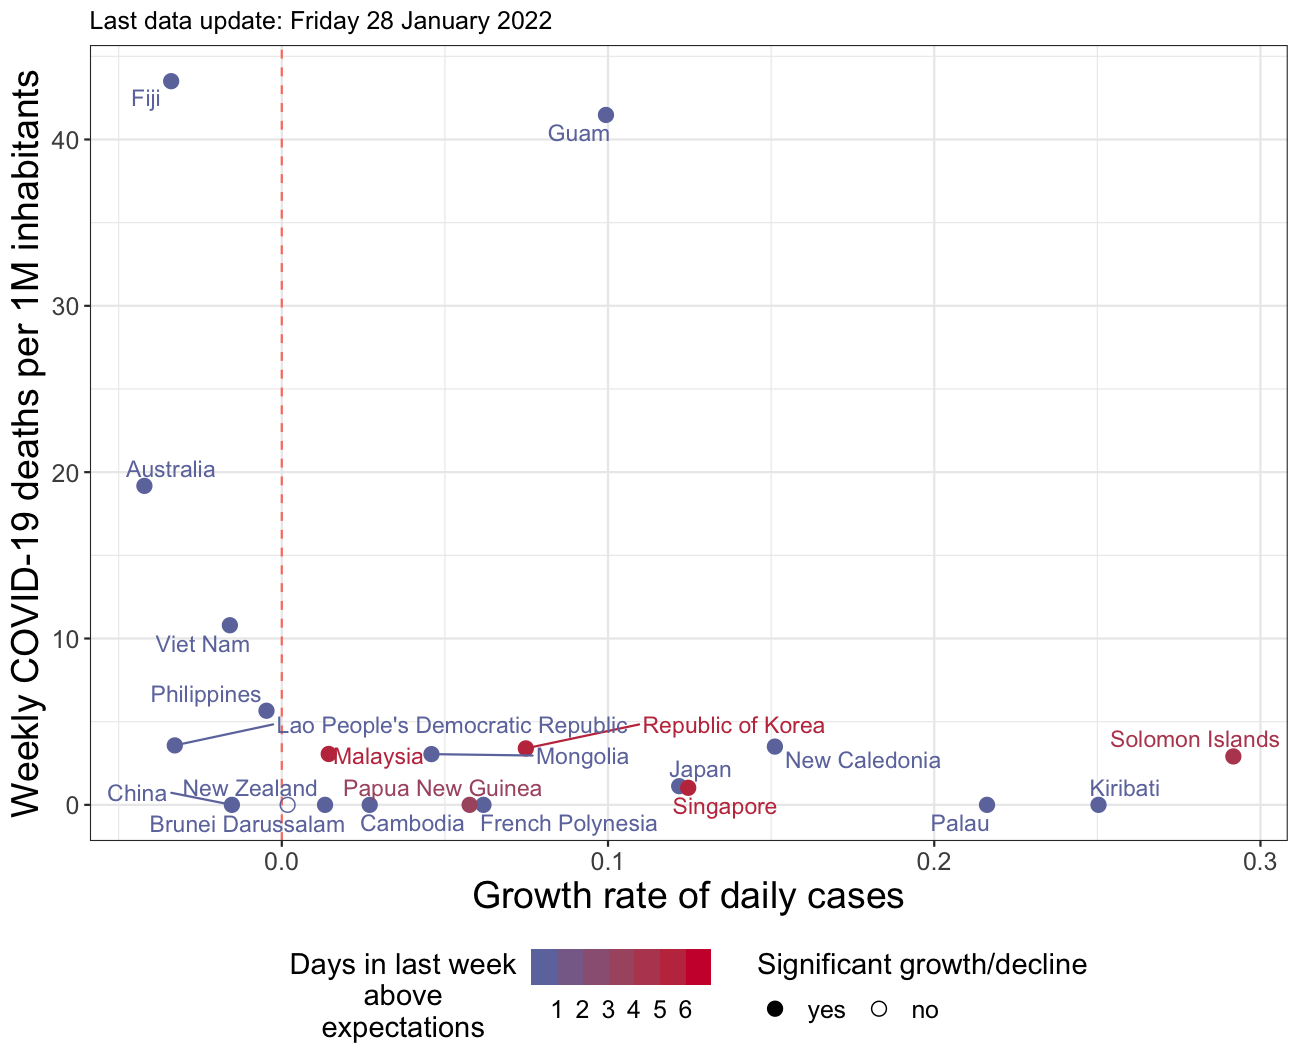 Last data update: Friday 28 January 2022
Weekly COVID-19 deaths per 1M inhabitants
40
30
20
10
0
Fiji
Guam
Australia
Viet Nam
Philippines
Lao People's Democratic Republic
Republic of Korea
Malaysia
Mongolia
New Caledonia
Solomon Islands
Japan
China
New Zealand
Papua New Guinea
Kiribati
Singapore
Brunei Darussalam
Cambodia
French Polynesia
Palau
0.0
0.1
0.2
0.3
Growth rate of daily cases
Days in last week
above
expectations
1 2 3 4 5 6
Significant growth/decline
yes
no